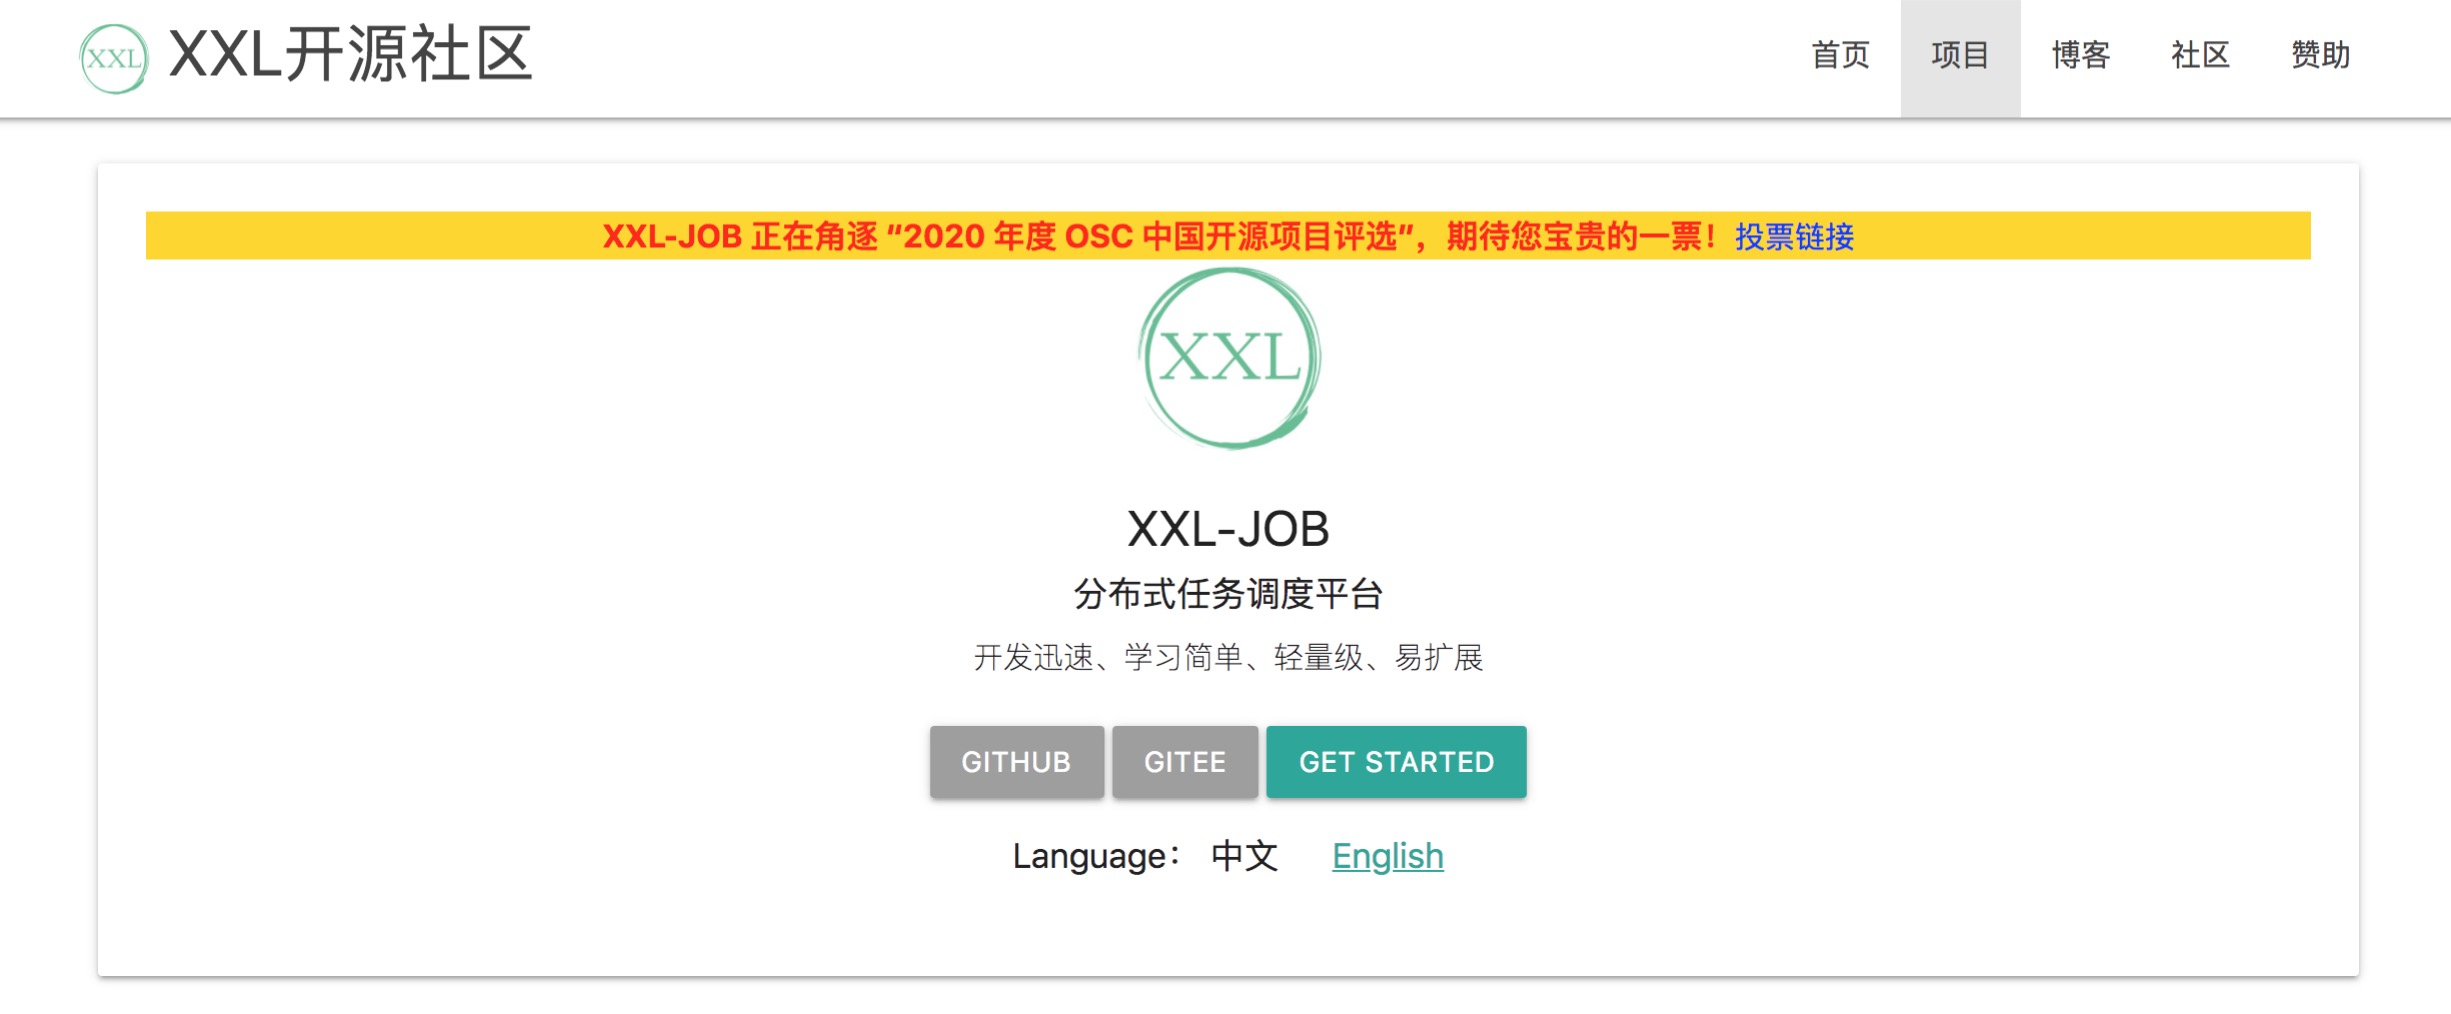 XXL XXL开源社区 首页 项目 博客 社区 赞助
XXL-JOB 正在角逐 “2020 年度 OSC 中国开源项目评选”，期待您宝贵的一票！投票链接
XXL
XXL-JOB
分布式任务调度平台
开发迅速、学习简单、轻量级、易扩展
GITHUB GITEE GET STARTED
Language： 中文 English